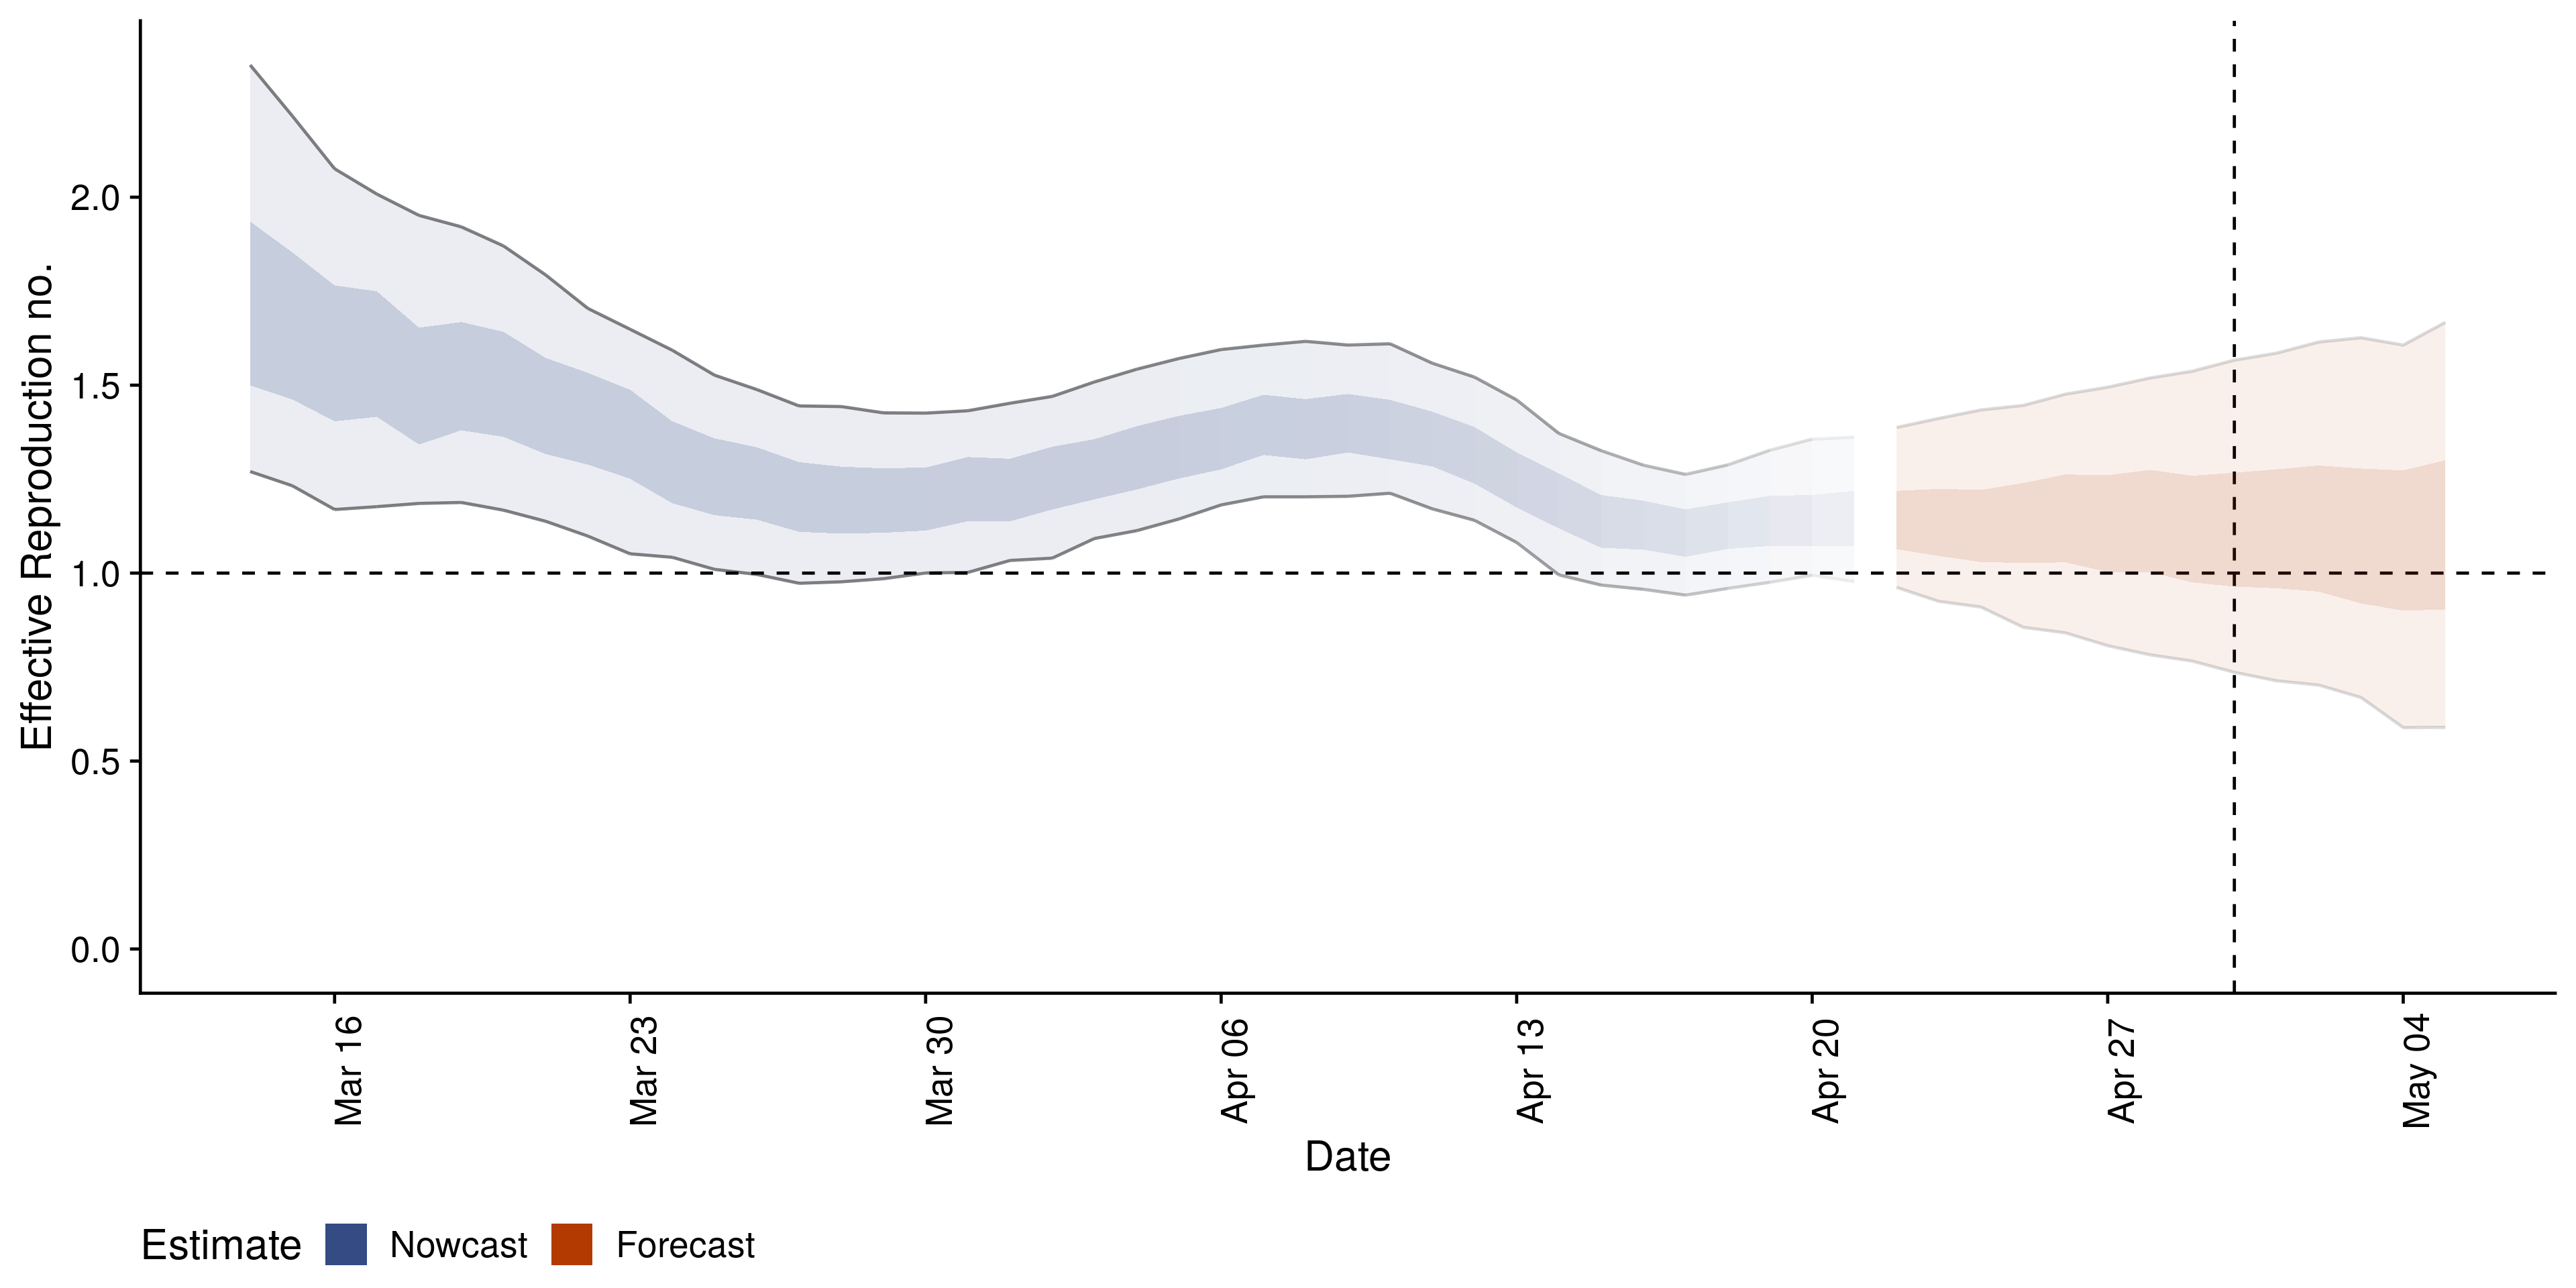 Effective Reproduction no.
2.0
1.5
1.0
0.5
0.0
Mar 16
Mar 23
Mar 30
Apr 06
Apr 13
Apr 20
Apr 27
May 04
Date
Estimate Nowcast Forecast